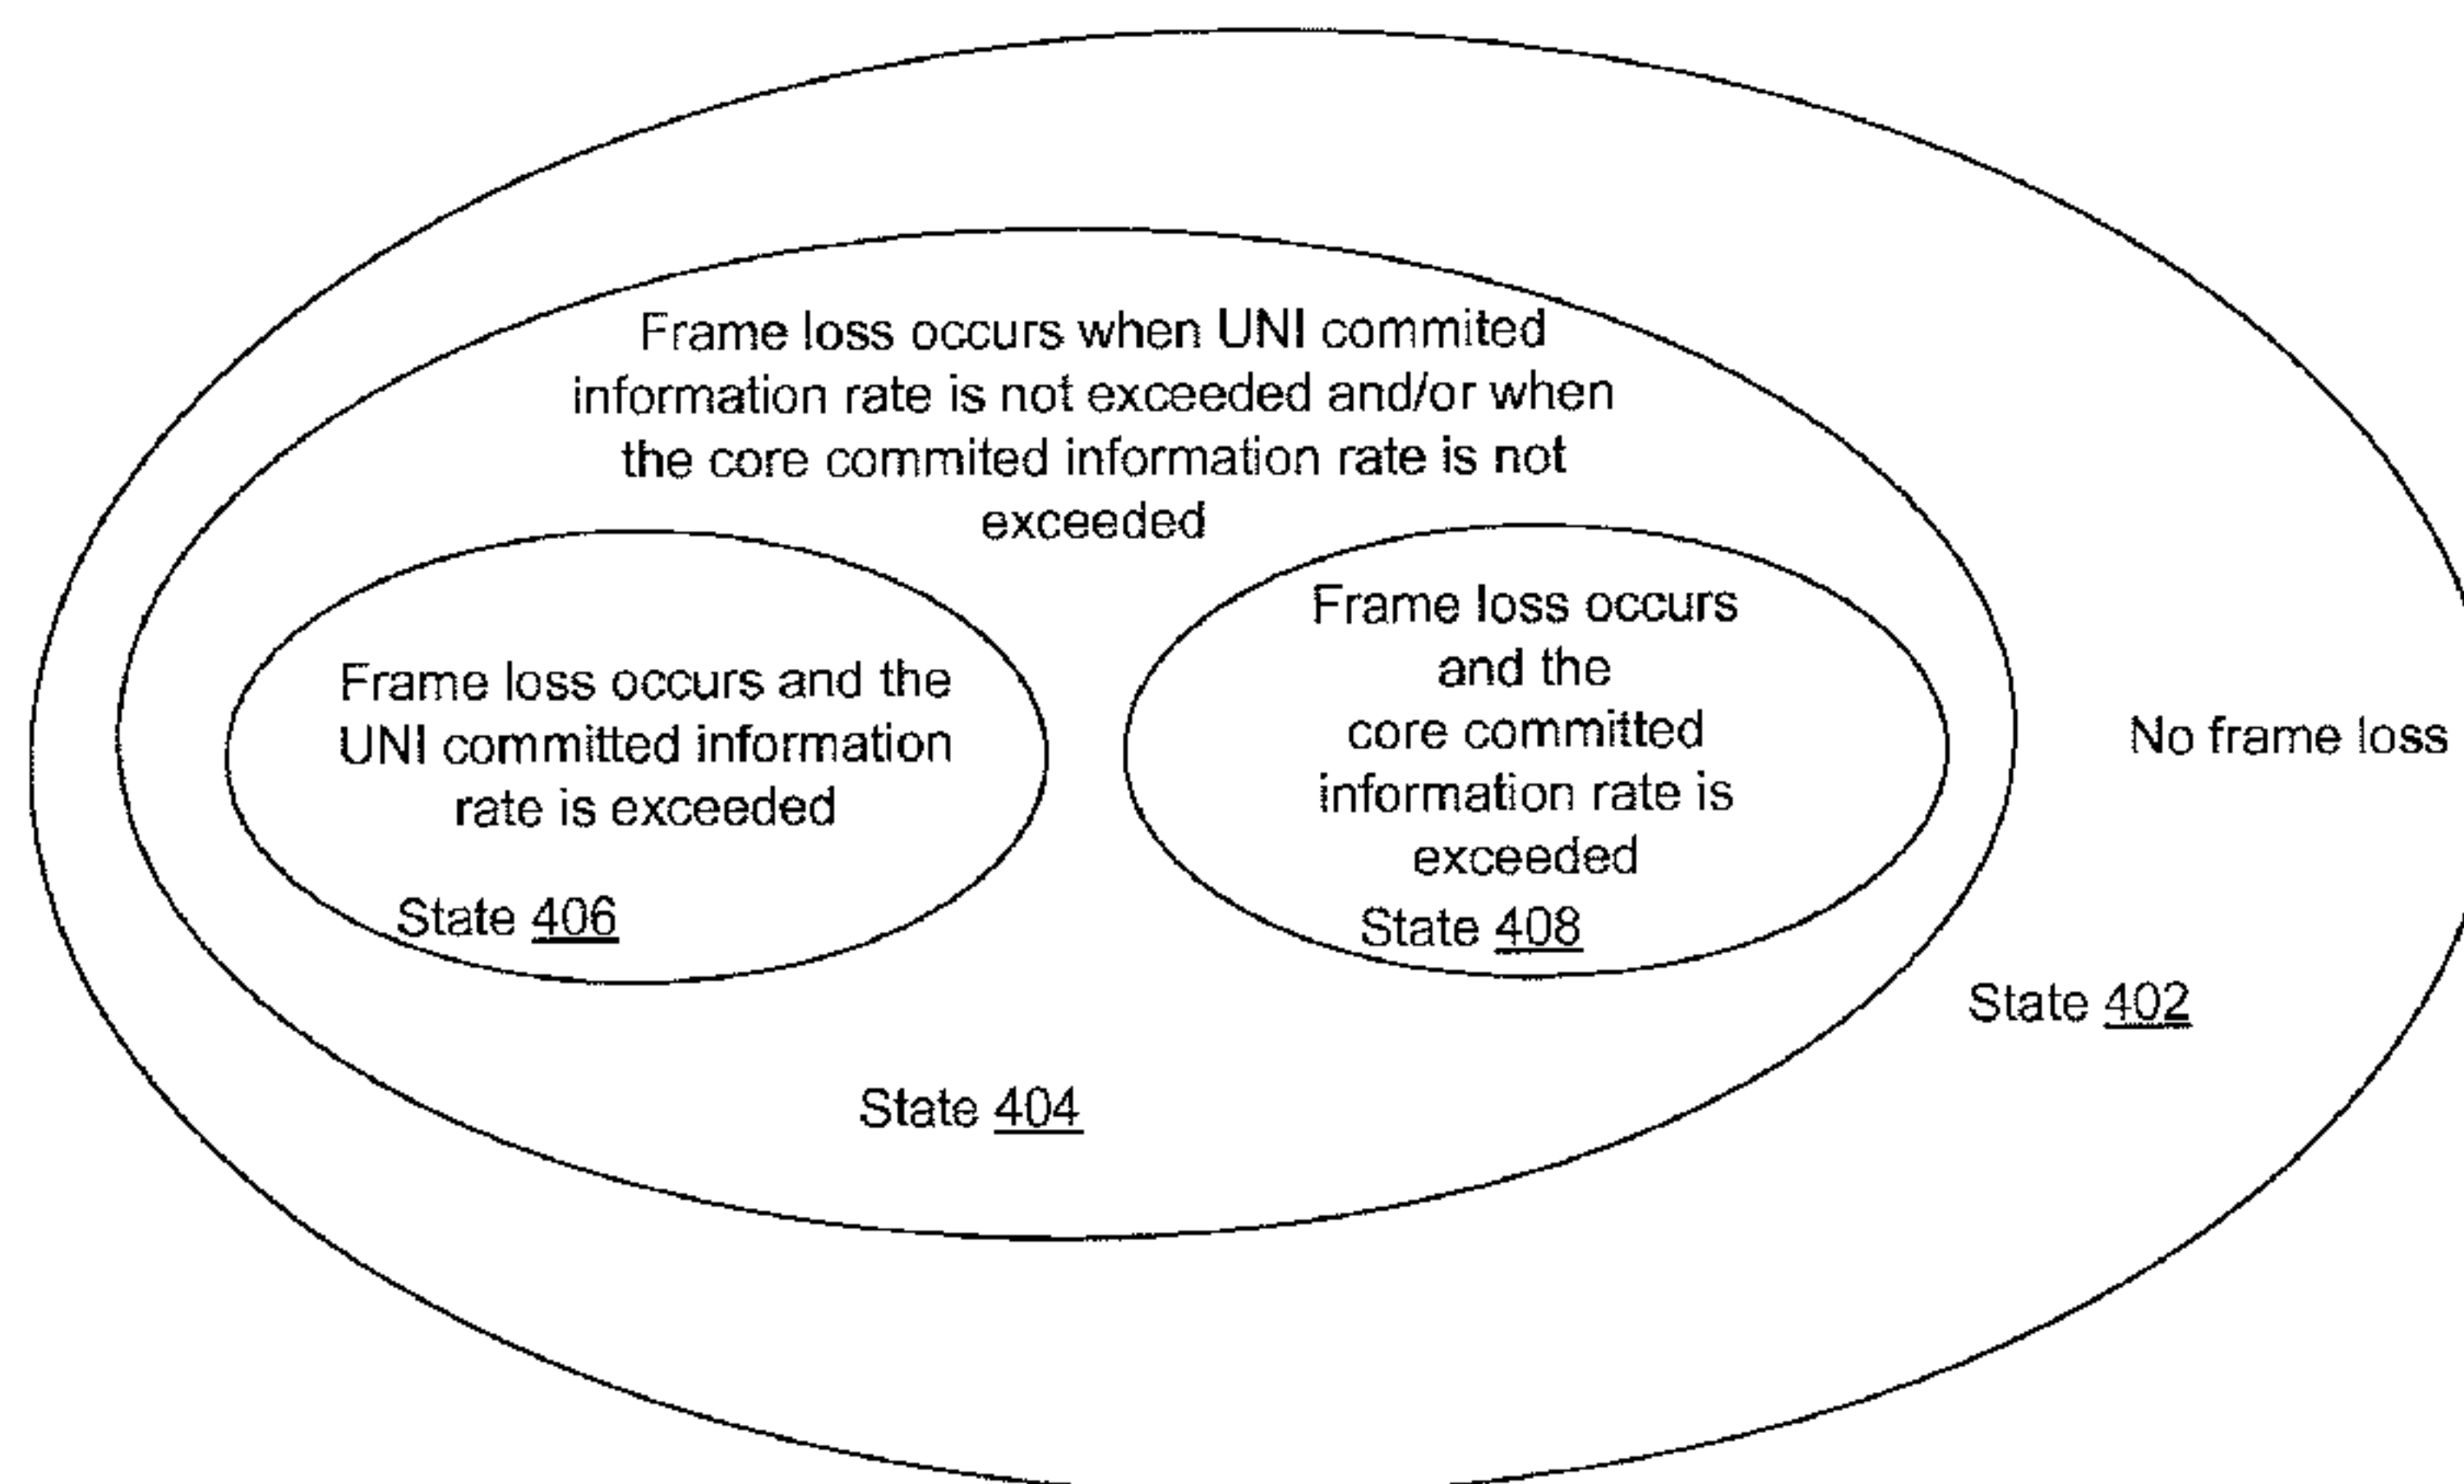 Frame loss occurs when UNI commited
information rate is not exceeded and/or when
the core commited information rate is not
exceeded
Frame loss occurs and the
UNI committed information
rate is exceeded
State 406
Frame loss occurs
and the
core committed
information rate is
exceeded
State 408
No frame loss
State 402
State 404